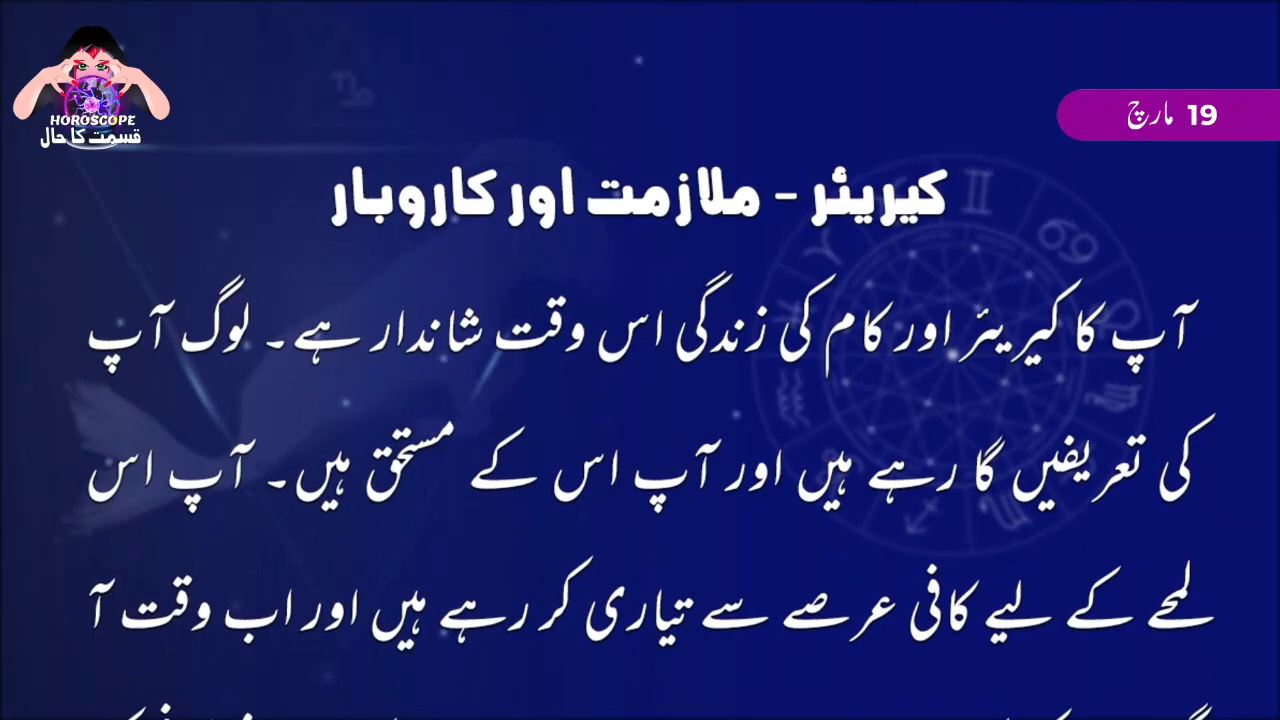 HOROSCOPE
قسمت کا حال
19 مارچ
کیریئر - ملازمت اور کاروبار
آپ کا کیریئر اور کام کی زندگی اس وقت شاندار ہے۔ لوگ آپ
کی تعریفیں گا رہے ہیں اور آپ اس کے مستحق ہیں۔ آپ اس
لمحے کے لیے کافی عرصے سے تیاری کر رہے ہیں اور اب وقت آ